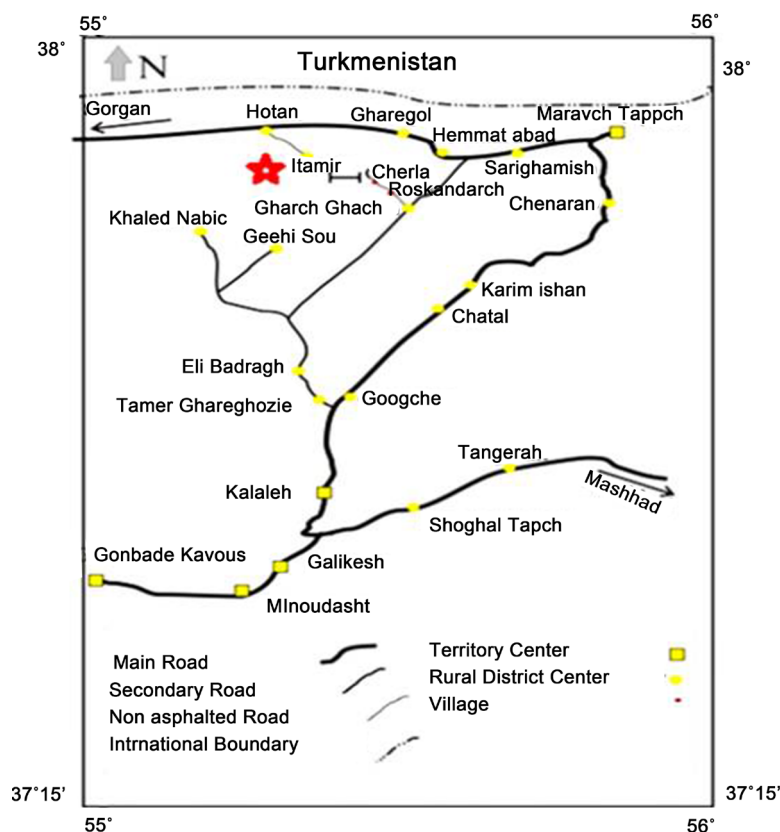 55°
56°
38°
38°
N
Turkmenistan
Gorgan
Hotan
Gharegol
Maravch Tappch
Hemmat abad
Itamjr
Cherla
Sarighamish
Roskandarch
Gharch Ghach
Chenaran
Khaled Nabic
Geehi Sou
Karim ishan
Chatal
Eli Badragh
Tamer Ghareghozie
Googche
Tangerah
Mashhad
Kalaleh
Shoghal Tapch
Gonbade Kavous
Galikesh
MInoudasht
Main Road
Secondary Road
Non asphalted Road
Intrnational Boundary
Territory Center
Rural District Center
Village
37°15'
37°15'
55°
56°